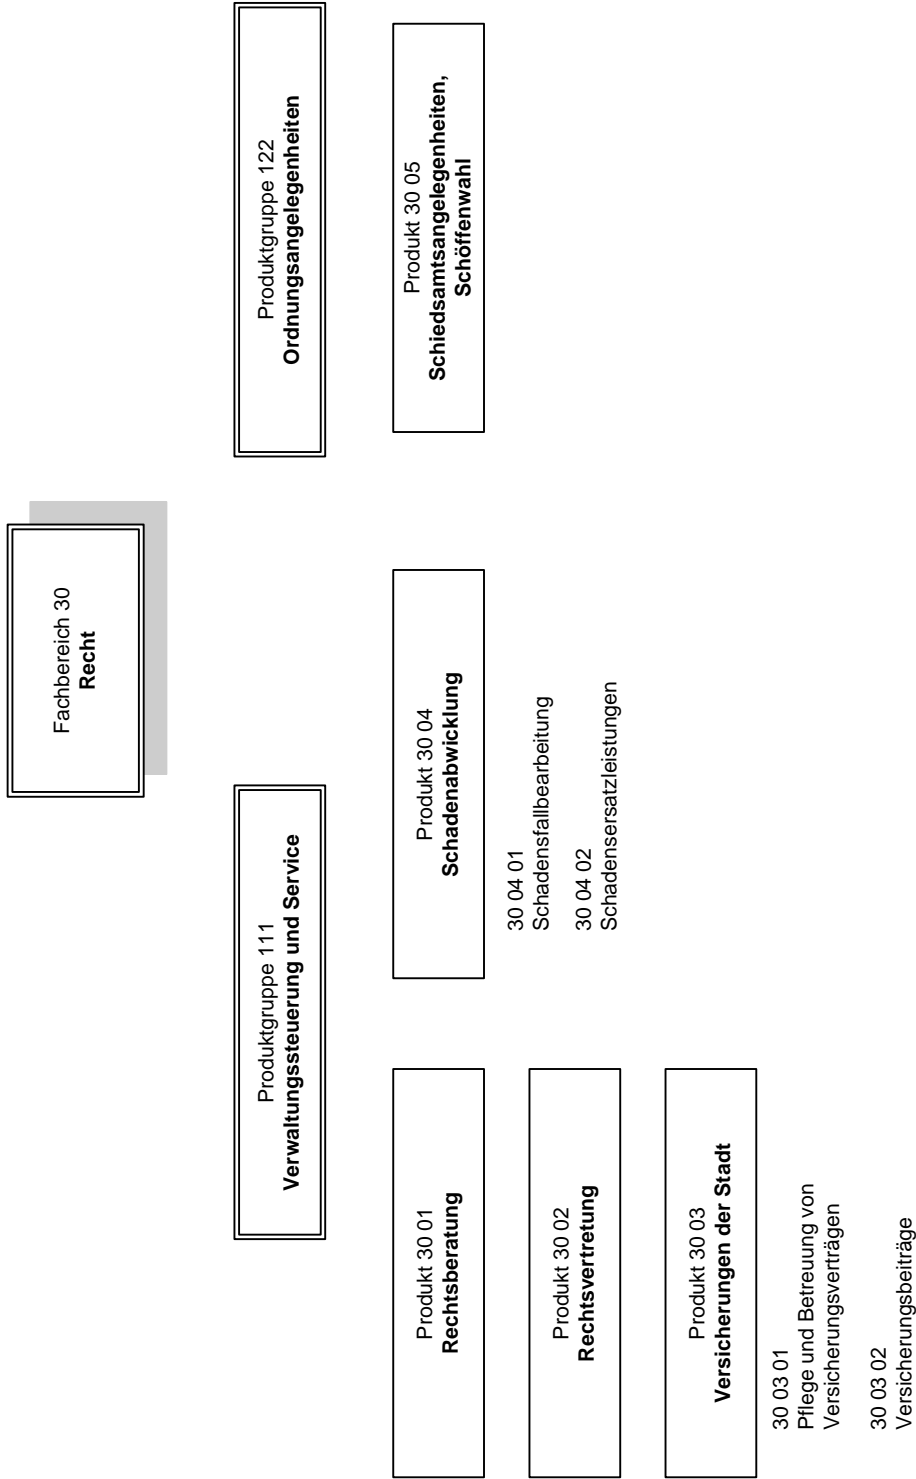 Fachbereich 30
Recht
Produktgruppe 111
Verwaltungssteuerung und Service
Produktgruppe 122
Ordnungsangelegenheiten
Produkt 30 01
Rechtsberatung
Produkt 30 02
Rechtsvertretung
Produkt 30 03
Versicherungen der Stadt
30 03 01
Pflege und Betreuung von
Versicherungsverträgen
30 03 02
Versicherungsbeiträge
Produkt 30 04
Schadenabwicklung
30 04 01
Schadensfallbearbeitung
30 04 02
Schadensersatzleistungen
Produkt 30 05
Schiedsamtsangelegenheiten,
Schöffenwahl